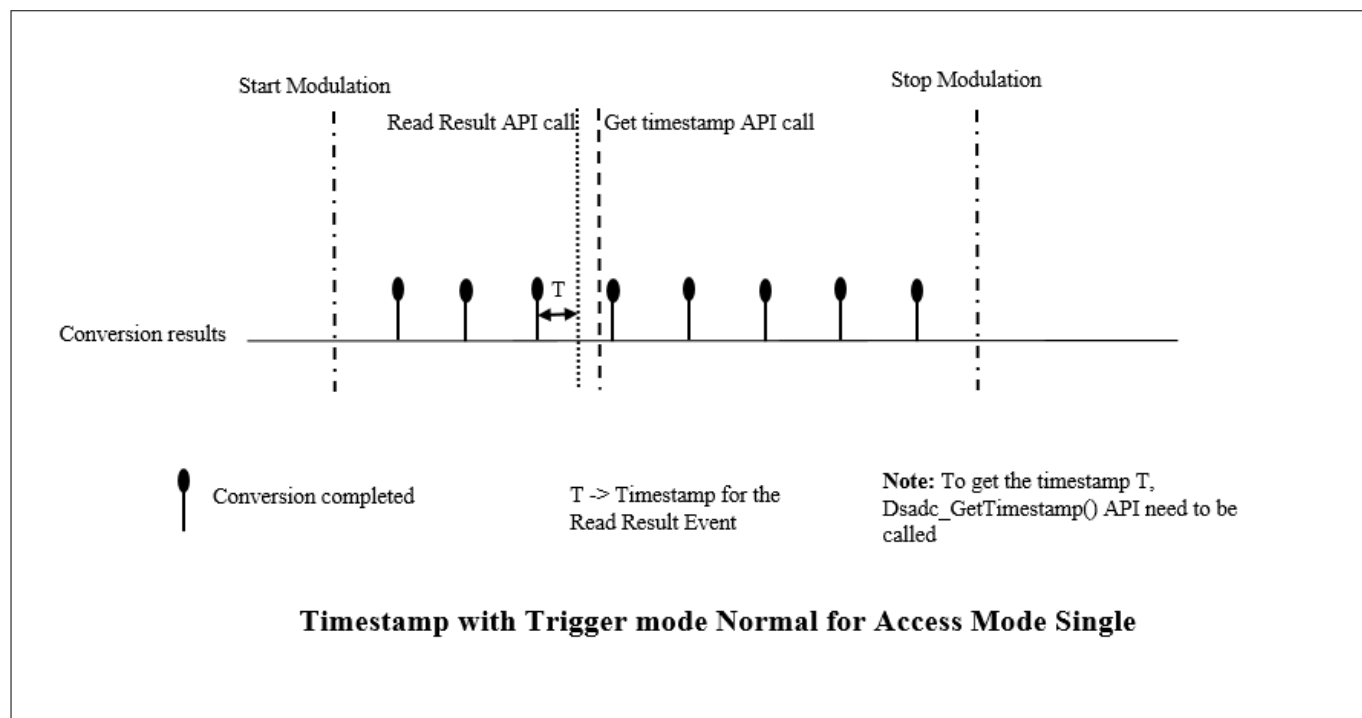 Start Modulation
Stop Modulation
Read Result API call
Get timestamp API call
T
Conversion results
Conversion completed
T -> Timestamp for the
Read Result Event
Note: To get the timestamp T,
Dsadc_GetTimestamp() API need to be
called
Timestamp with Trigger mode Normal for Access Mode Single